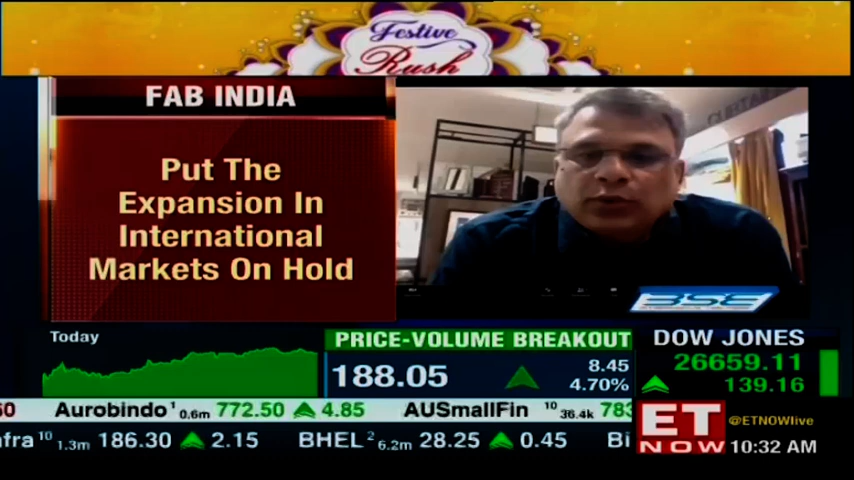 Festive
Rush
FAB INDIA
Put The
Expansion In
International
Markets On Hold
BSE
Today
PRICE-VOLUME BREAKOUT
188.05
8.45
4.70%
DOW JONES
26659.11
139.16
Aurobindo 1 0.6m 772.50 4.85 AUSmallFin 10 36.4k 783
fra 10 1.3m 186.30 2.15 BHEL 2 6.2m 28.25 0.45 Bi
ET
NOW
@ETNOWlive
10:32 AM